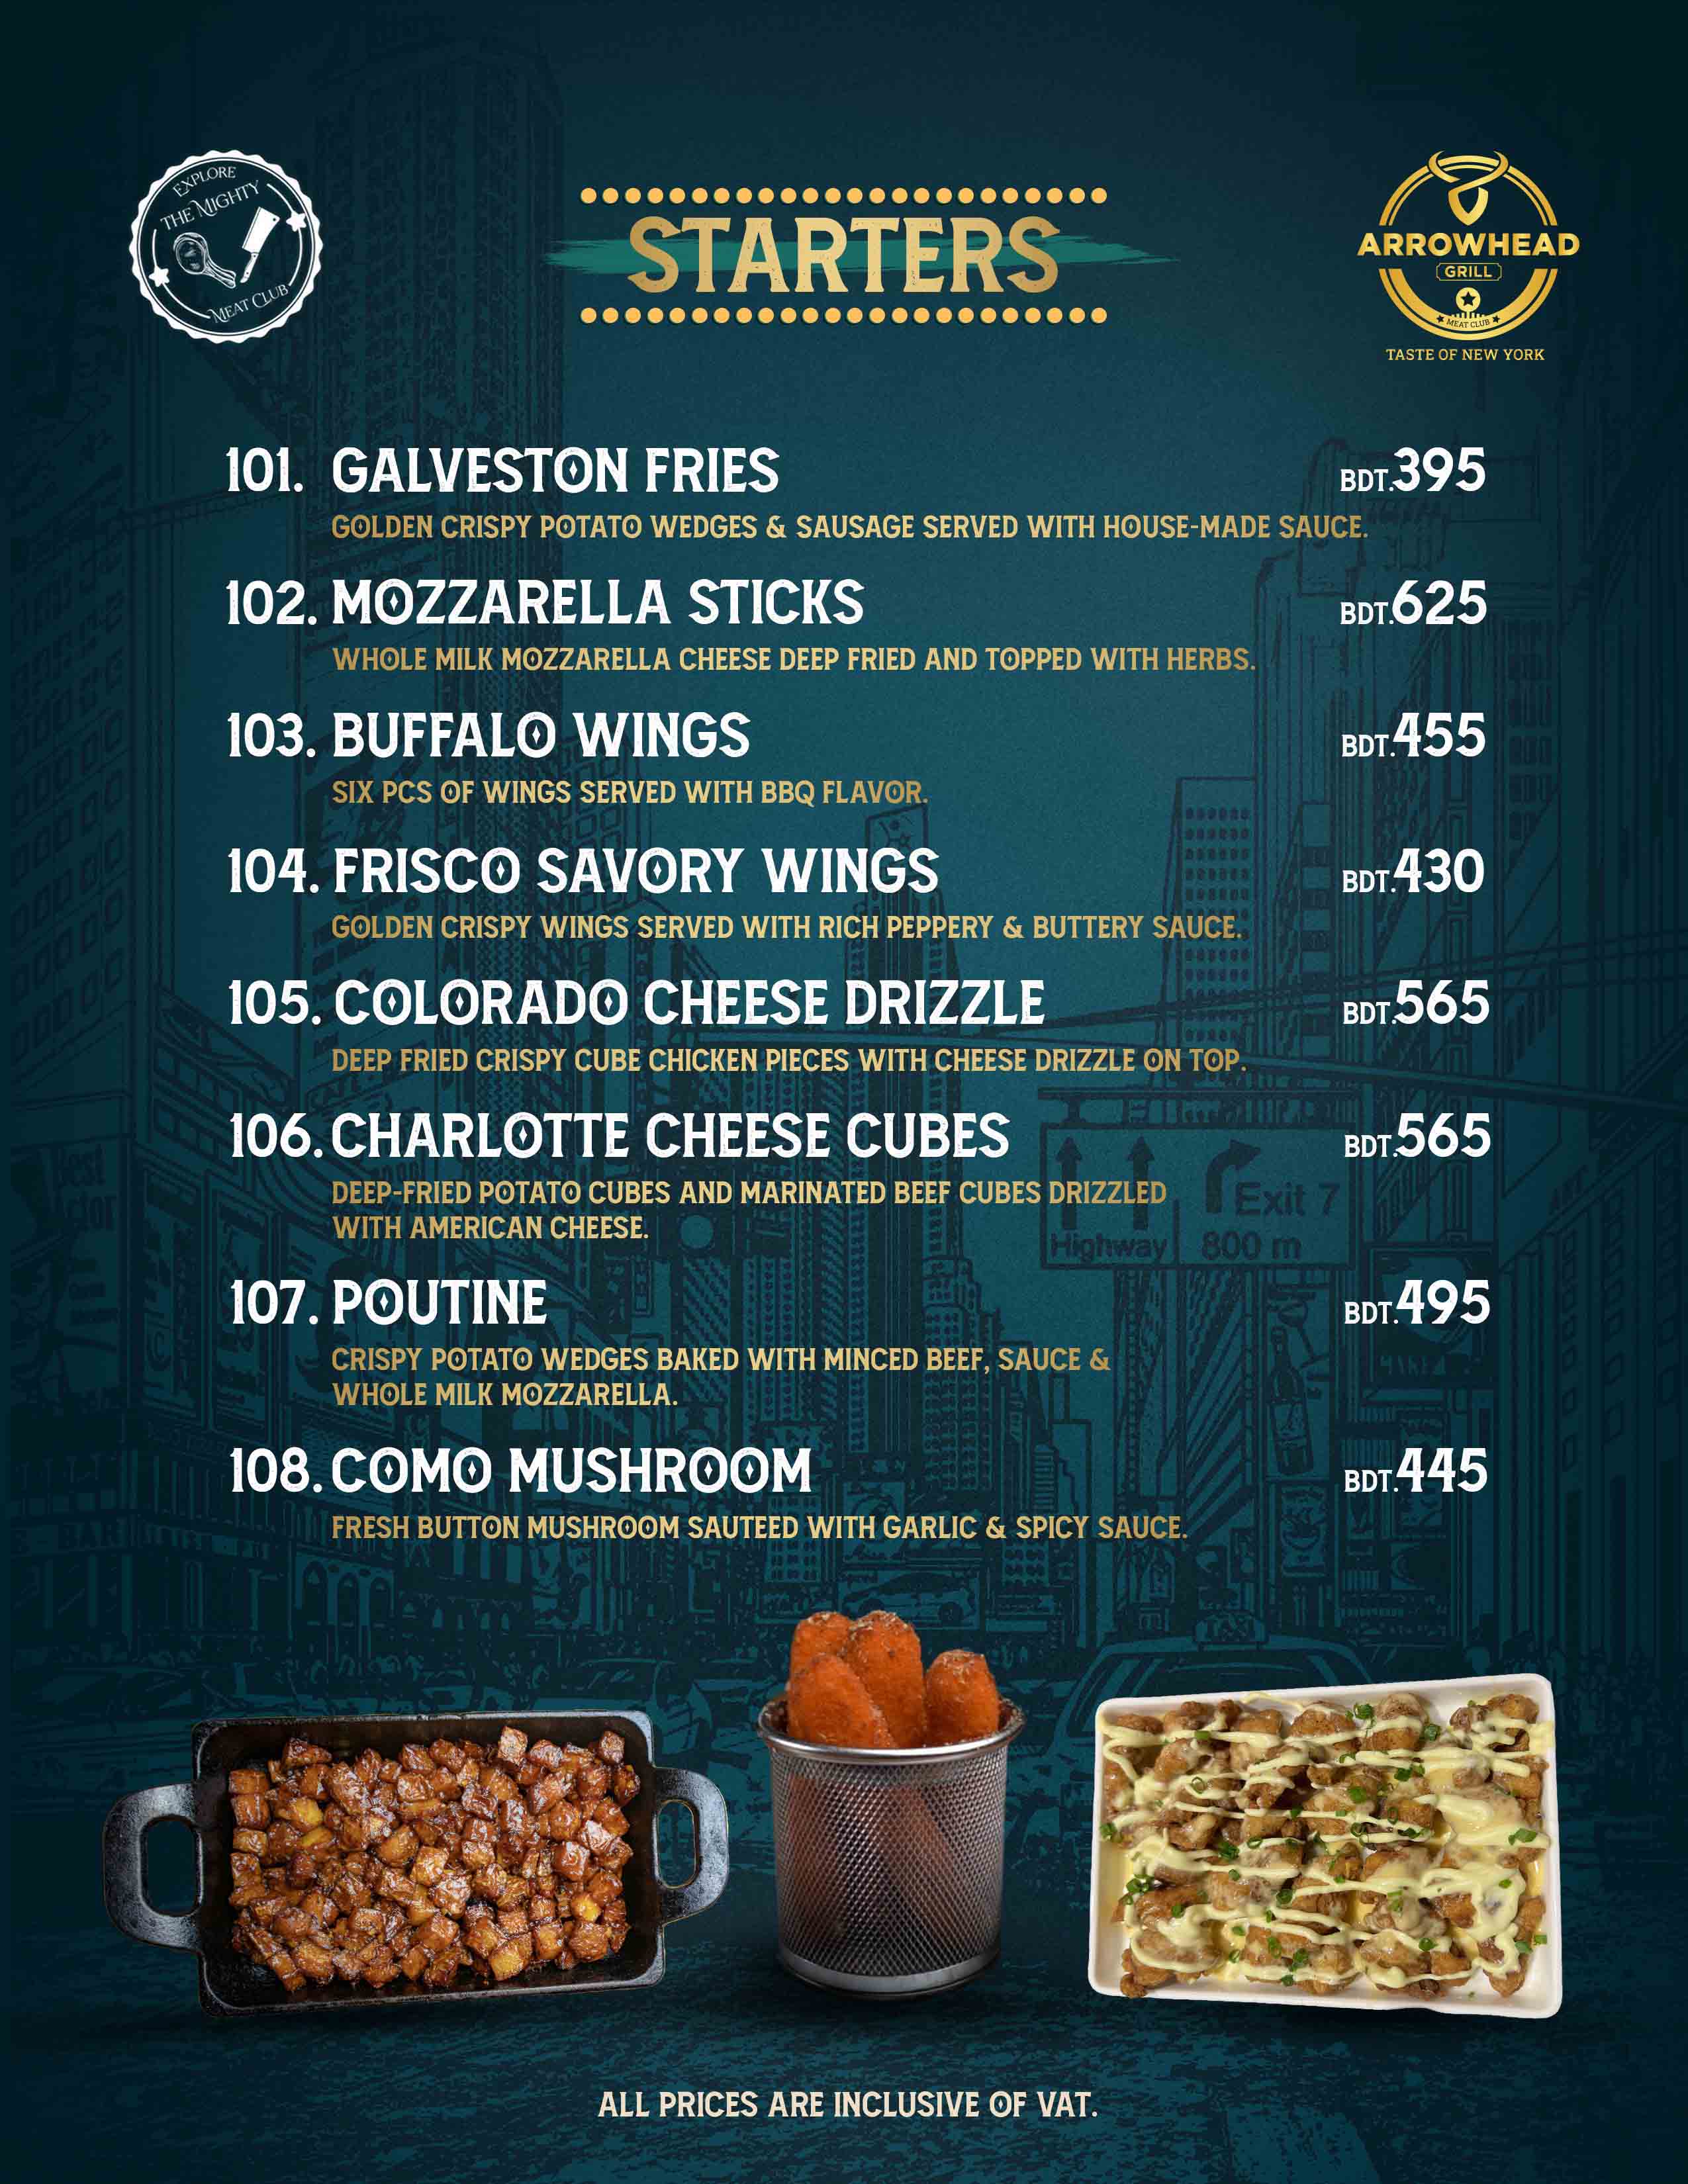 EXPLORE
THE MIGHTY
MEAT CLUB
STARTERS
ARROWHEAD
GRILL
MEAT CLUB
TASTE OF NEW YORK
101. GALVESTON FRIES BDT.395
GOLDEN CRISPY POTATO WEDGES & SAUSAGE SERVED WITH HOUSE-MADE SAUCE.
102. MOZZARELLA STICKS BDT.625
WHOLE MILK MOZZARELLA CHEESE DEEP FRIED AND TOPPED WITH HERBS.
103. BUFFALO WINGS BDT.455
SIX PCS OF WINGS SERVED WITH BBQ FLAVOR.
104. FRISCO SAVORY WINGS BDT.430
GOLDEN CRISPY WINGS SERVED WITH RICH PEPPERY & BUTTERY SAUCE.
105. COLORADO CHEESE DRIZZLE BDT.565
DEEP FRIED CRISPY CUBE CHICKEN PIECES WITH CHEESE DRIZZLE ON TOP.
106. CHARLOTTE CHEESE CUBES BDT.565
DEEP-FRIED POTATO CUBES AND MARINATED BEEF CUBES DRIZZLED
WITH AMERICAN CHEESE.
Exit 7
Highway 800 m
107. POUTINE BDT.495
CRISPY POTATO WEDGES BAKED WITH MINCED BEEF, SAUCE &
WHOLE MILK MOZZARELLA.
108. COMO MUSHROOM BDT.445
FRESH BUTTON MUSHROOM SAUTEED WITH GARLIC & SPICY SAUCE.
TAXI
ALL PRICES ARE INCLUSIVE OF VAT.